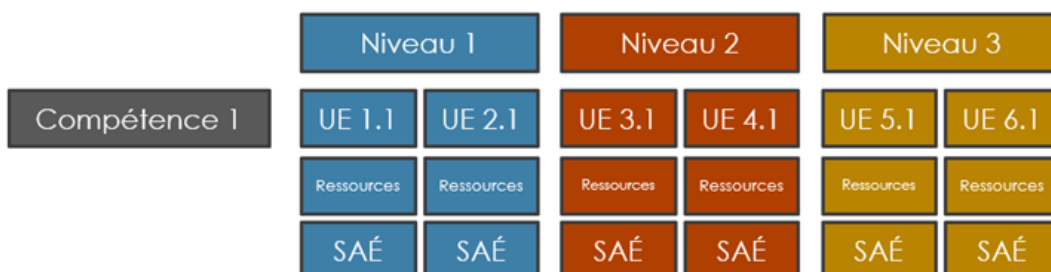 Niveau 1 Niveau 2 Niveau 3
Compétence 1 UE 1.1 UE 2.1 UE 3.1 UE 4.1 UE 5.1 UE 6.1
Ressources Ressources Ressources Ressources Ressources Ressources
SAÉ SAÉ SAÉ SAÉ SAÉ SAÉ